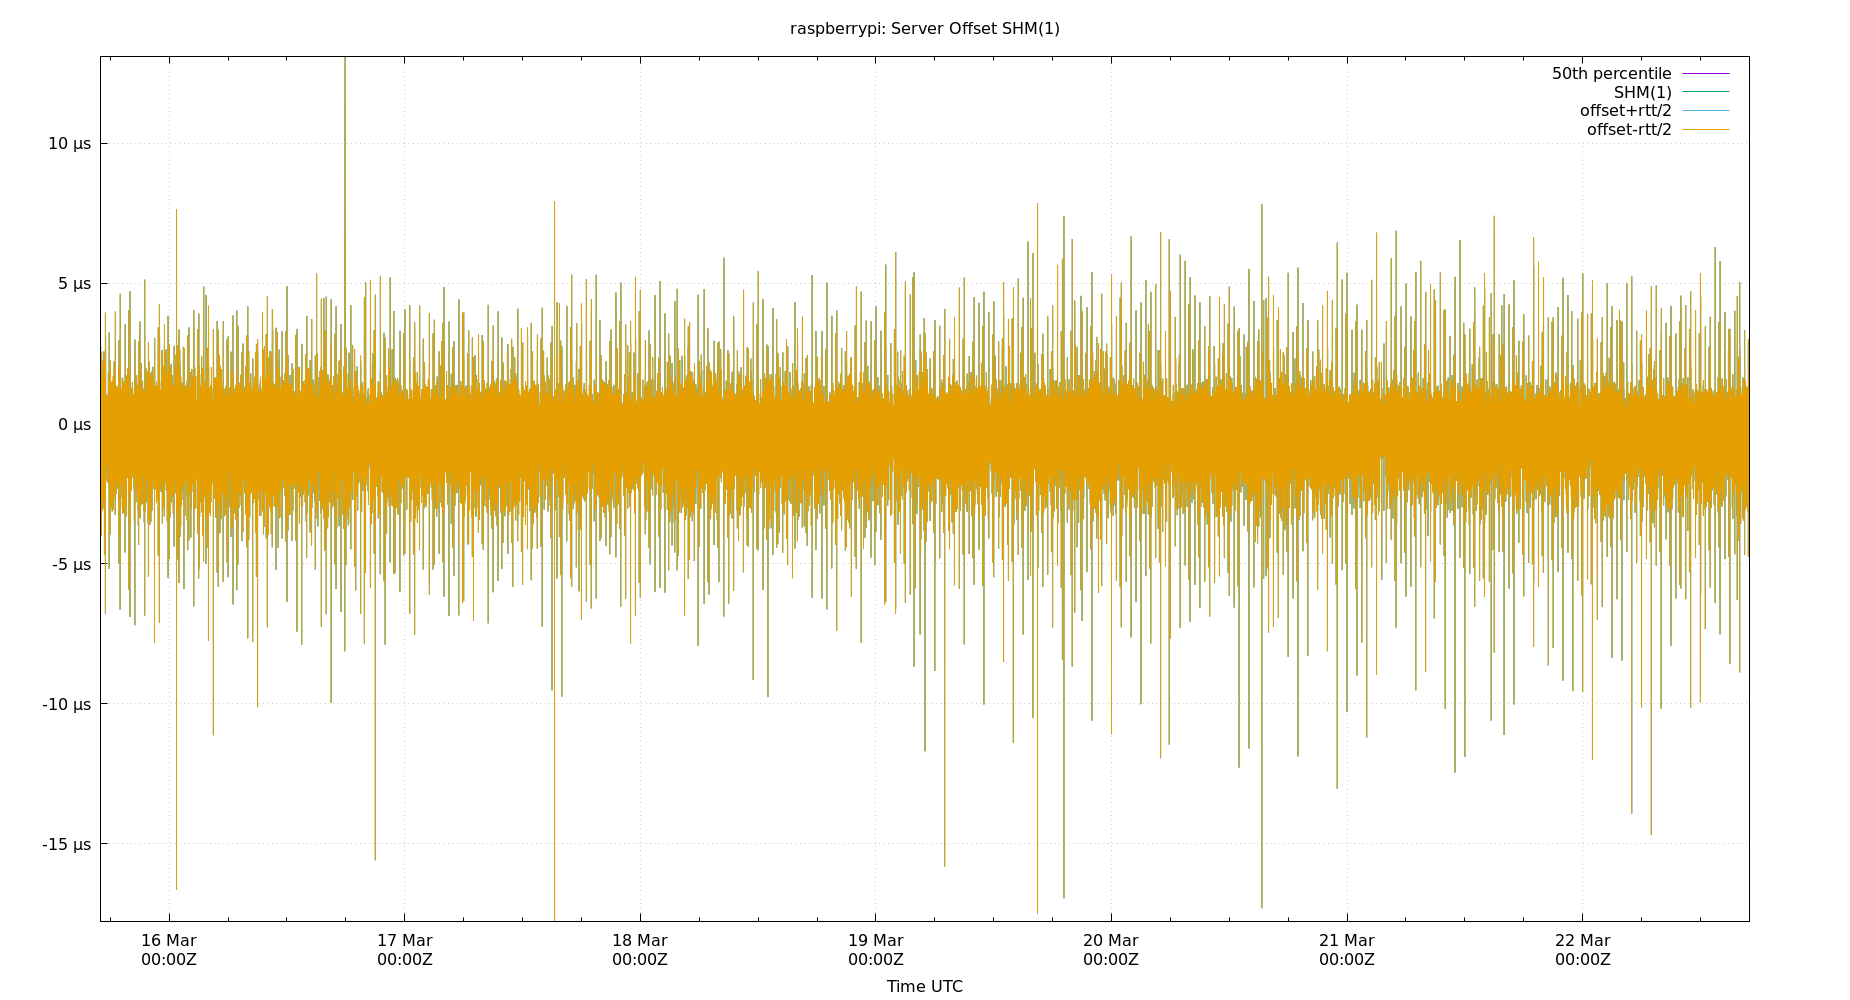 raspberrypi: Server Offset SHM(1)
50th percentile
SHM(1)
offset+rtt/2
offset-rtt/2
10 µs
5 µs
0 µs
-5 µs
-10 µs
-15 µs
16 Mar 17 Mar 18 Mar 19 Mar 20 Mar 21 Mar 22 Mar
00:00Z 00:00Z 00:00Z 00:00Z 00:00Z 00:00Z 00:00Z
Time UTC